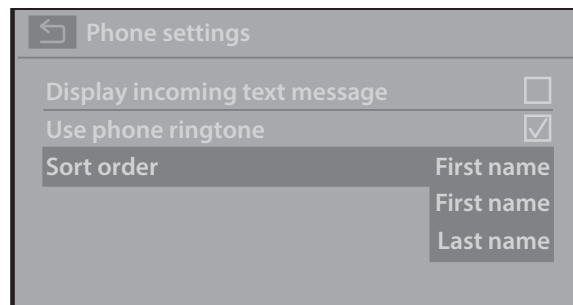 Phone settings
Display incoming text message
Use phone ringtone
Sort order First name
First name
Last name